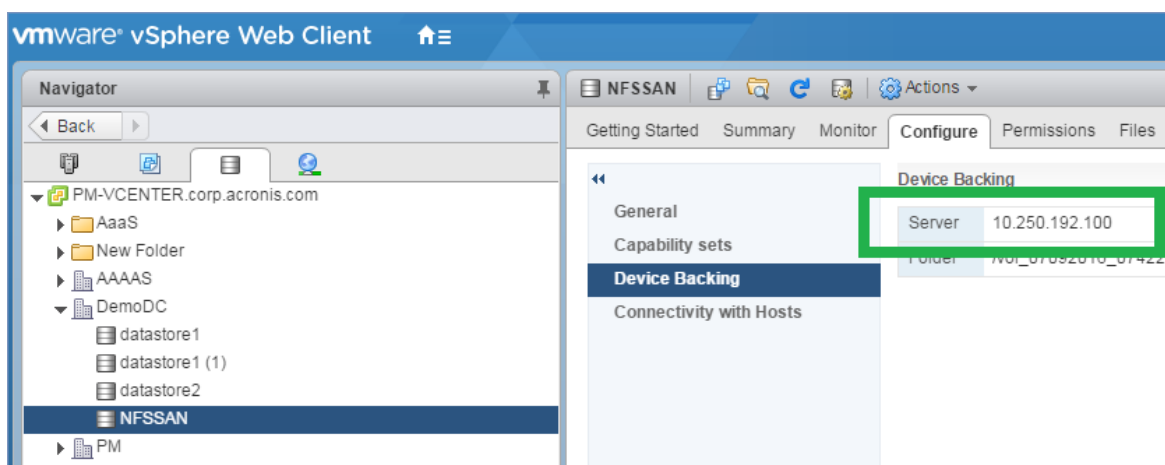 vmware® vSphere Web Client
Navigator
Back
PM-VCENTER.corp.acronis.com
AaaS
New Folder
AAAAS
DemoDC
datastore1
datastore1 (1)
datastore2
NFSSAN
PM
NFSSAN Actions
Getting Started Summary Monitor Configure Permissions Files
General
Capability sets
Device Backing
Connectivity with Hosts
Device Backing
Server 10.250.192.100
Folder